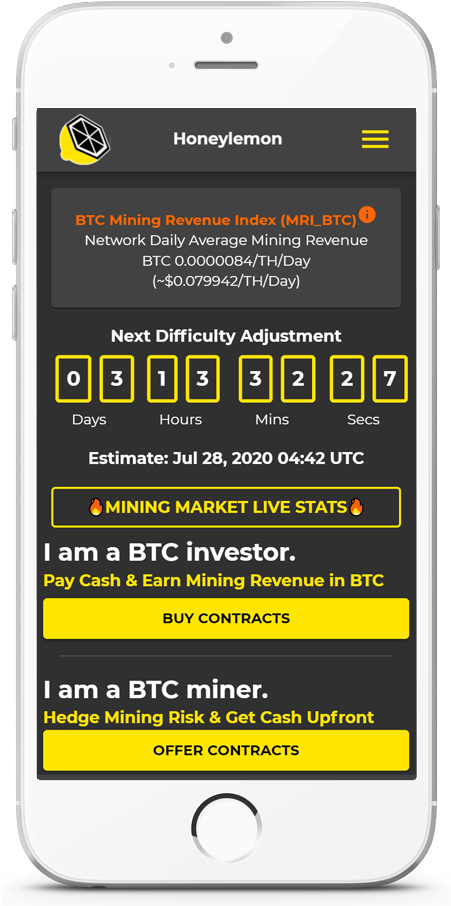 Honeylemon
BTC Mining Revenue Index (MRI_BTC)
Network Daily Average Mining Revenue
BTC 0.0000084/TH/Day
(~$0.079942/TH/Day)
Next Difficulty Adjustment
0 3 1 3 3 2 2 7
Days Hours Mins Secs
Estimate: Jul 28, 2020 04:42 UTC
🔥MINING MARKET LIVE STATS🔥
I am a BTC investor.
Pay Cash & Earn Mining Revenue in BTC
BUY CONTRACTS
I am a BTC miner.
Hedge Mining Risk & Get Cash Upfront
OFFER CONTRACTS